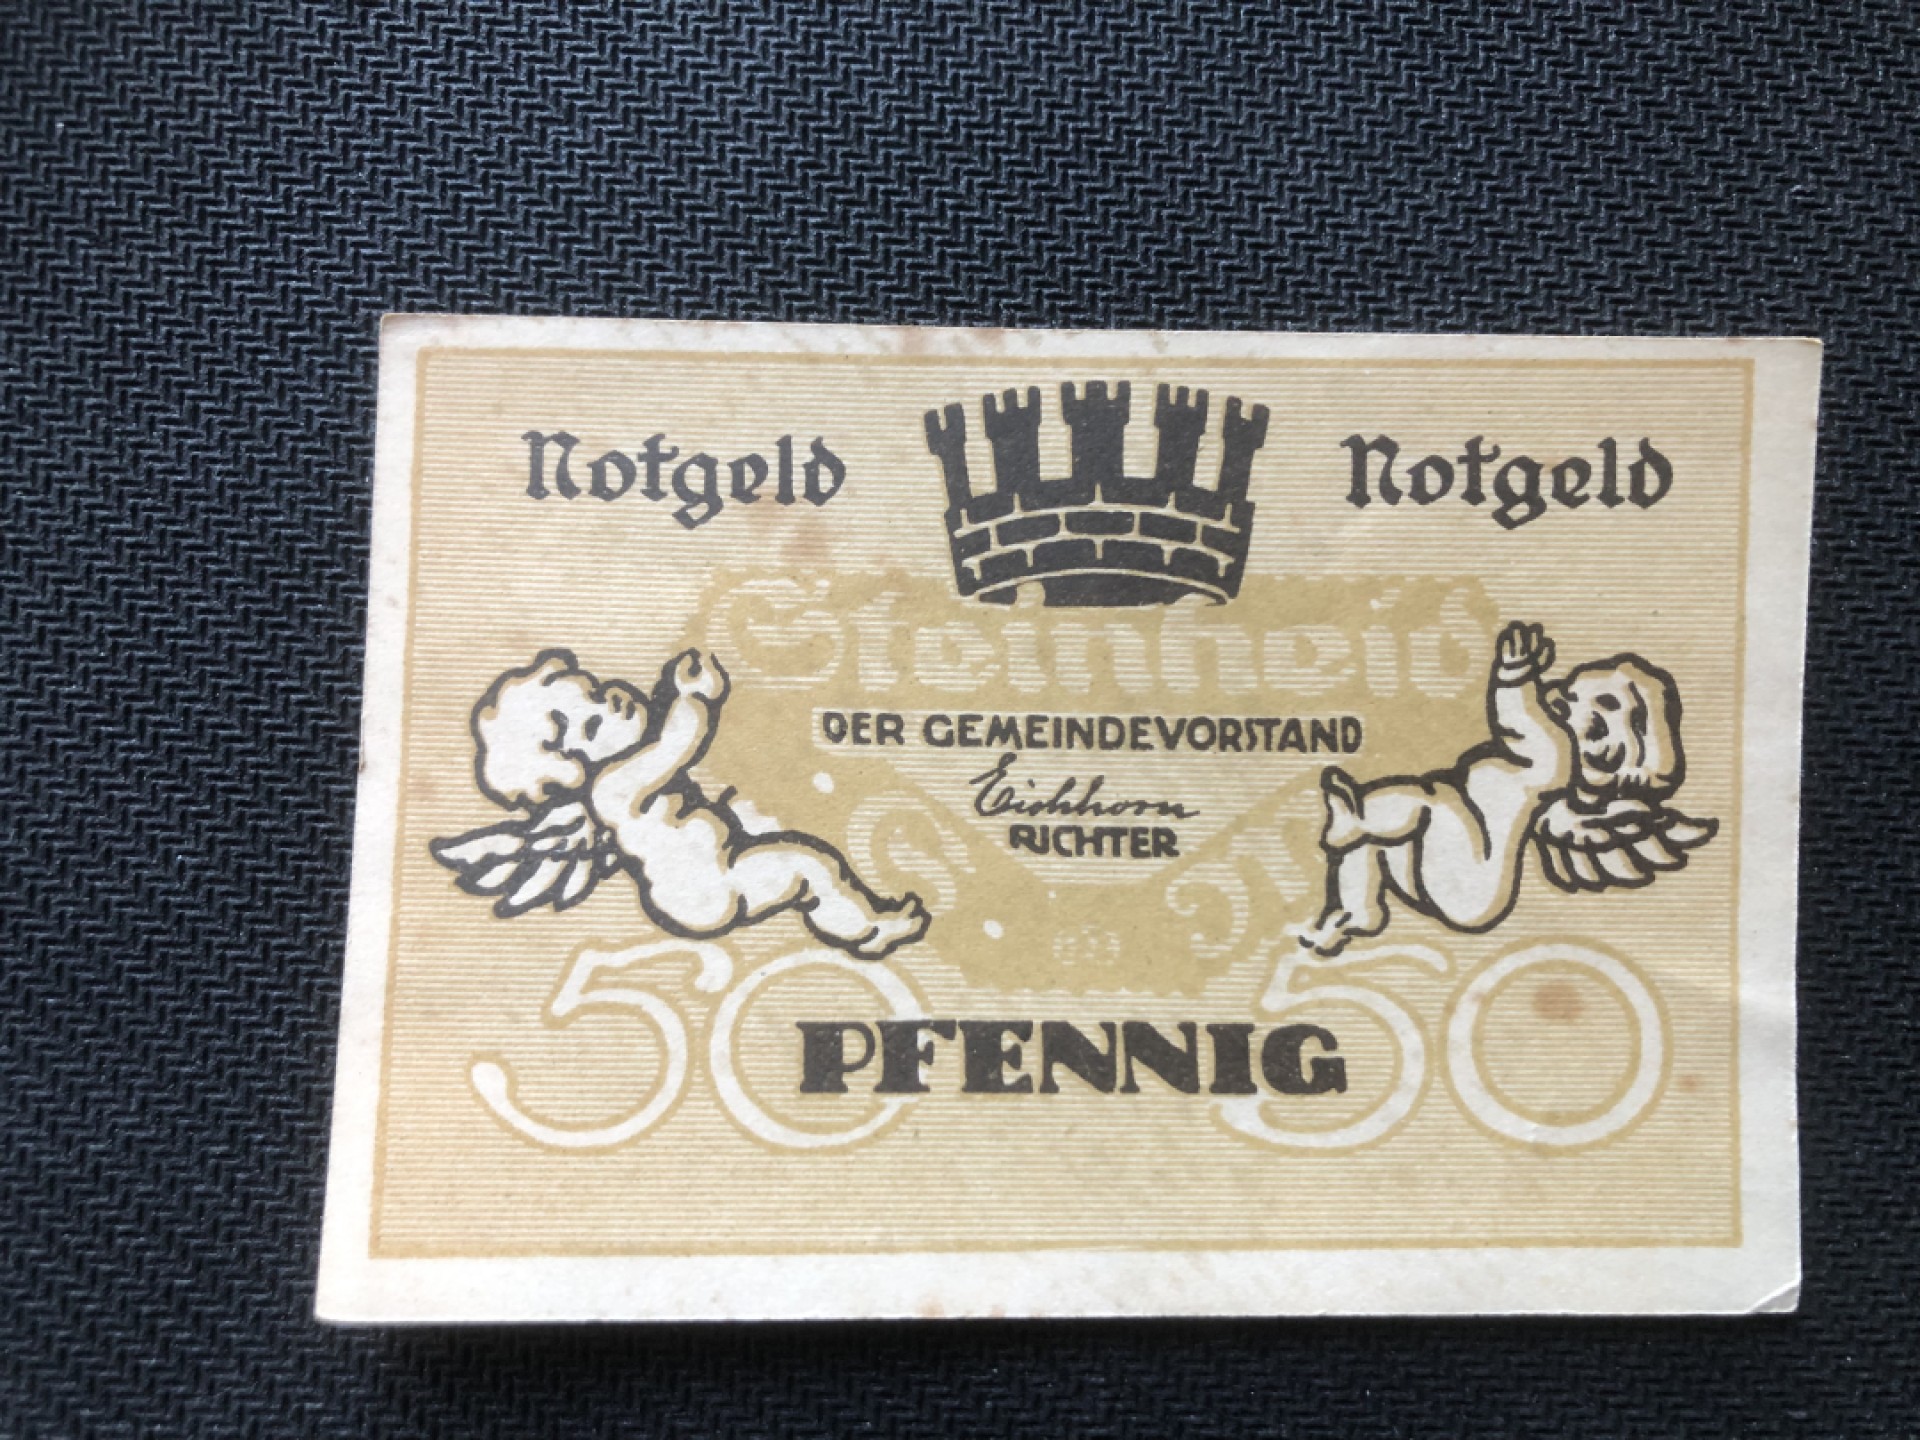 Notgeld Notgeld
Steinheid
DER GEMEINDEVORSTAND
Eichhorn
RICHTER
50 50
PFENNIG